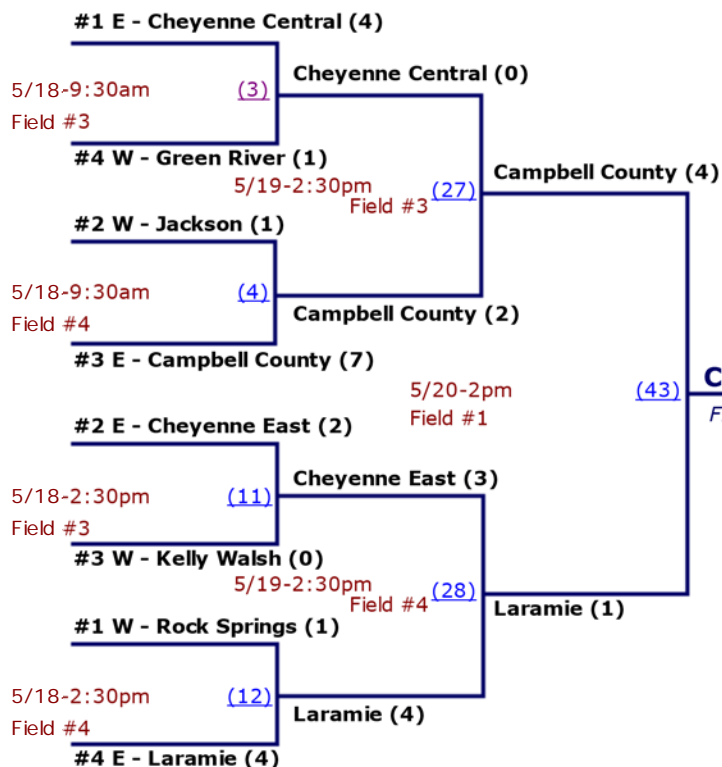 #1 E - Cheyenne Central (4)
Cheyenne Central (0)
5/18-9:30am
(3)
Field #3
#4 W - Green River (1)
Campbell County (4)
5/19-2:30pm
(27)
Field #3
#2 W - Jackson (1)
5/18-9:30am
(4)
Field #4
Campbell County (2)
#3 E - Campbell County (7)
5/20-2pm
(43)
C
Field #1
F
#2 E - Cheyenne East (2)
Cheyenne East (3)
5/18-2:30pm
(11)
Field #3
#3 W - Kelly Walsh (0)
5/19-2:30pm
(28)
Field #4
Laramie (1)
#1 W - Rock Springs (1)
5/18-2:30pm
(12)
Field #4
Laramie (4)
#4 E - Laramie (4)